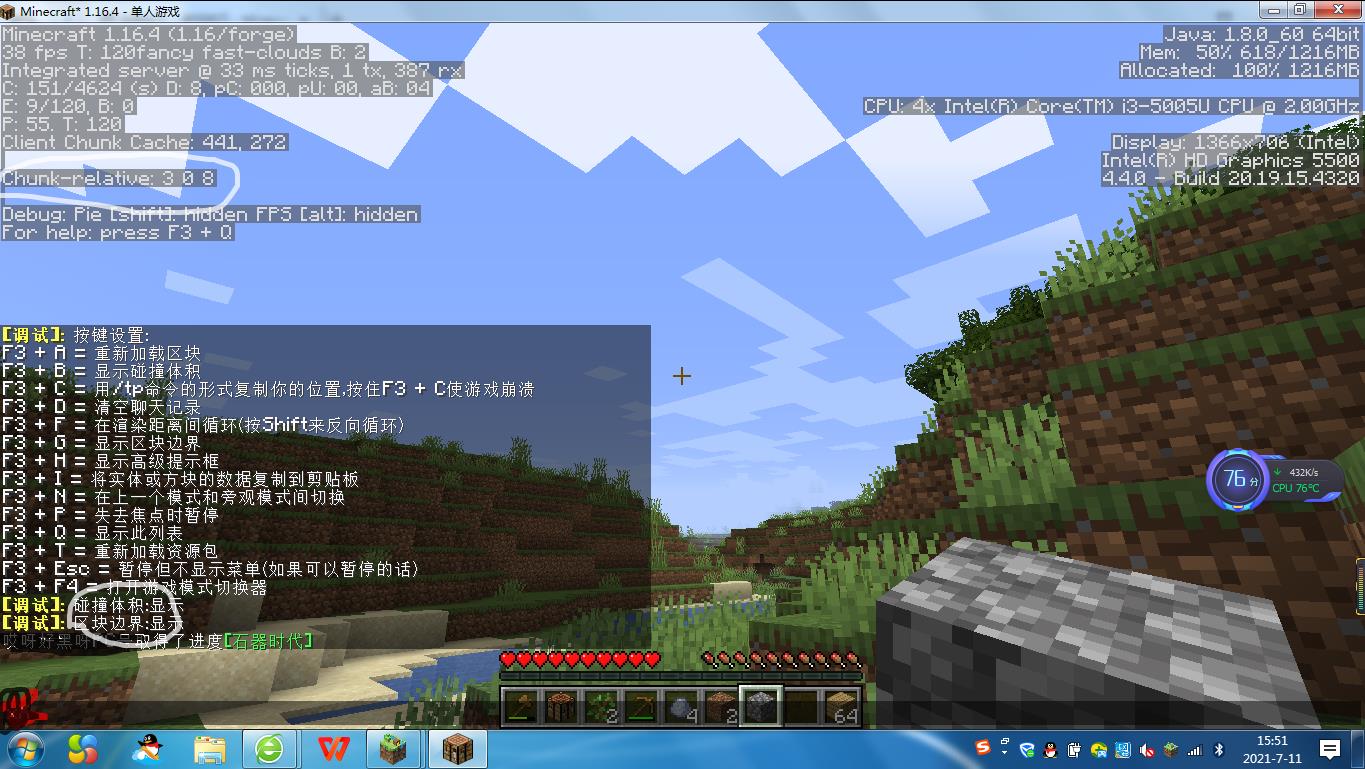 Minecraft* 1.16.4 - 单人游戏
Minecraft 1.16.4 (1.16/forge)
38 fps T: 120fancy fast-clouds B: 2
Integrated server @ 33 ms ticks, 1 tx, 387 rx
C: 151/4624 (s) D: 8, pC: 000, pU: 00, aB: 04
E: 9/120, B: 0
P: 55. T: 120
Client Chunk Cache: 441, 272
Chunk-relative: 3 0 8
Debug: Pie [shift]: hidden FPS [alt]: hidden
For help: press F3 + Q
Java: 1.8.0_60 64bit
Mem: 50% 618/1216MB
Allocated: 100% 1216MB
CPU: 4x Intel(R) Core(TM) i3-5005U CPU @ 2.00GHz
Display: 1366x706 (Intel)
Intel(R) HD Graphics 5500
4.4.0 - Build 20.19.15.4320
[调试]: 按键设置:
F3 + A = 重新加载区块
F3 + B = 显示碰撞体积
F3 + C = 用/tp命令的形式复制你的位置,按住F3 + C使游戏崩溃
F3 + D = 清空聊天记录
F3 + F = 在渲染距离间循环(按Shift来反向循环)
F3 + G = 显示区块边界
F3 + H = 显示高级提示框
F3 + I = 将实体或方块的数据复制到剪贴板
F3 + N = 在上一个模式和旁观模式间切换
F3 + P = 失去焦点时暂停
F3 + Q = 显示此列表
F3 + T = 重新加载资源包
F3 + Esc = 暂停但不显示菜单(如果可以暂停的话)
F3 + F4 = 打开游戏模式切换器
[调试]: 碰撞体积:显示
[调试]: 区块边界:显示
哎呀好黑呀 取得了进度[石器时代]
76分
432K/s
CPU 76℃
2
4
2
64
15:51
2021-7-11